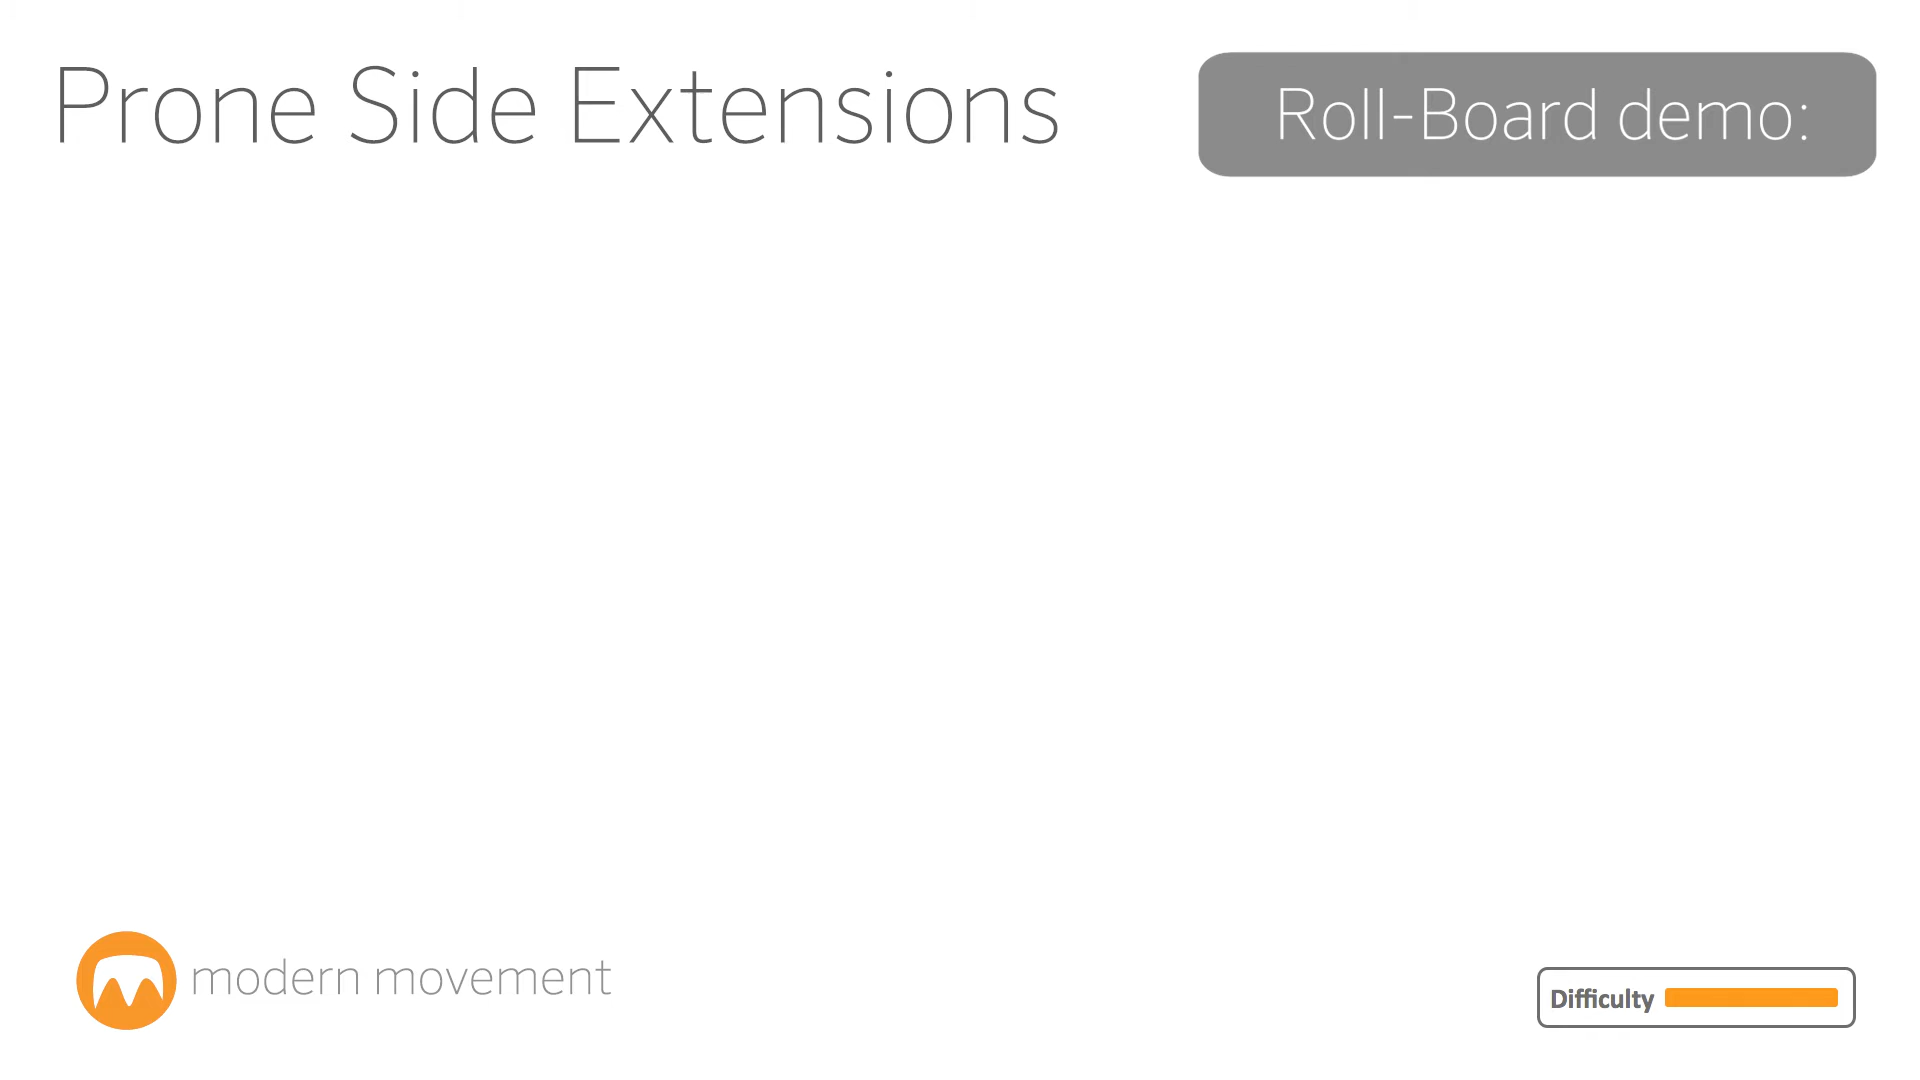 Prone Side Extensions
Roll-Board demo:
modern movement
Difficulty